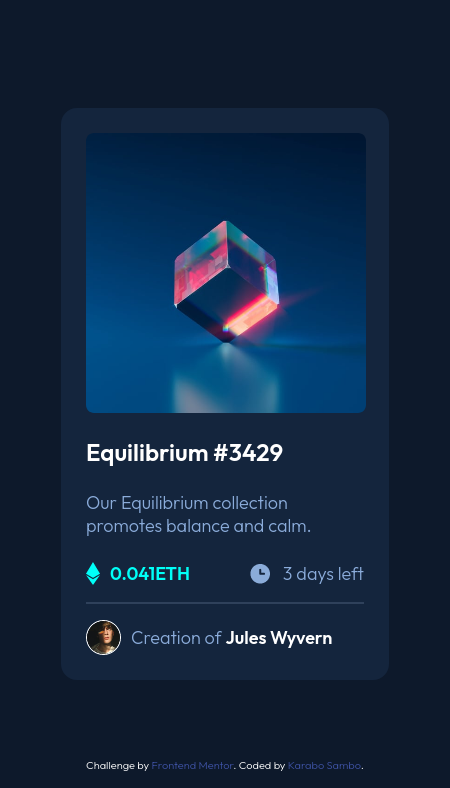 Equilibrium #3429
Our Equilibrium collection
promotes balance and calm.
0.041ETH
3 days left
Creation of Jules Wyvern
Challenge by Frontend Mentor. Coded by Karabo Sambo.